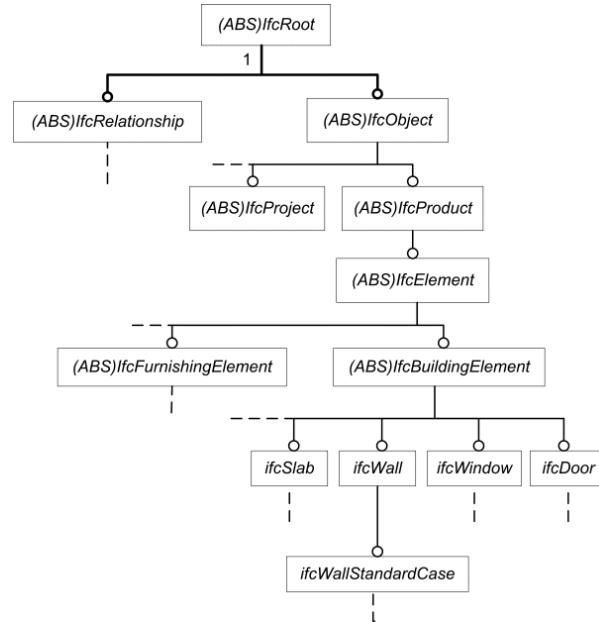 (ABS)IfcRoot
1
(ABS)IfcRelationship
(ABS)IfcObject
(ABS)IfcProject
(ABS)IfcProduct
(ABS)IfcElement
(ABS)IfcFurnishingElement
(ABS)IfcBuildingElement
ifcSlab
ifcWall
ifcWindow
ifcDoor
ifcWallStandardCase